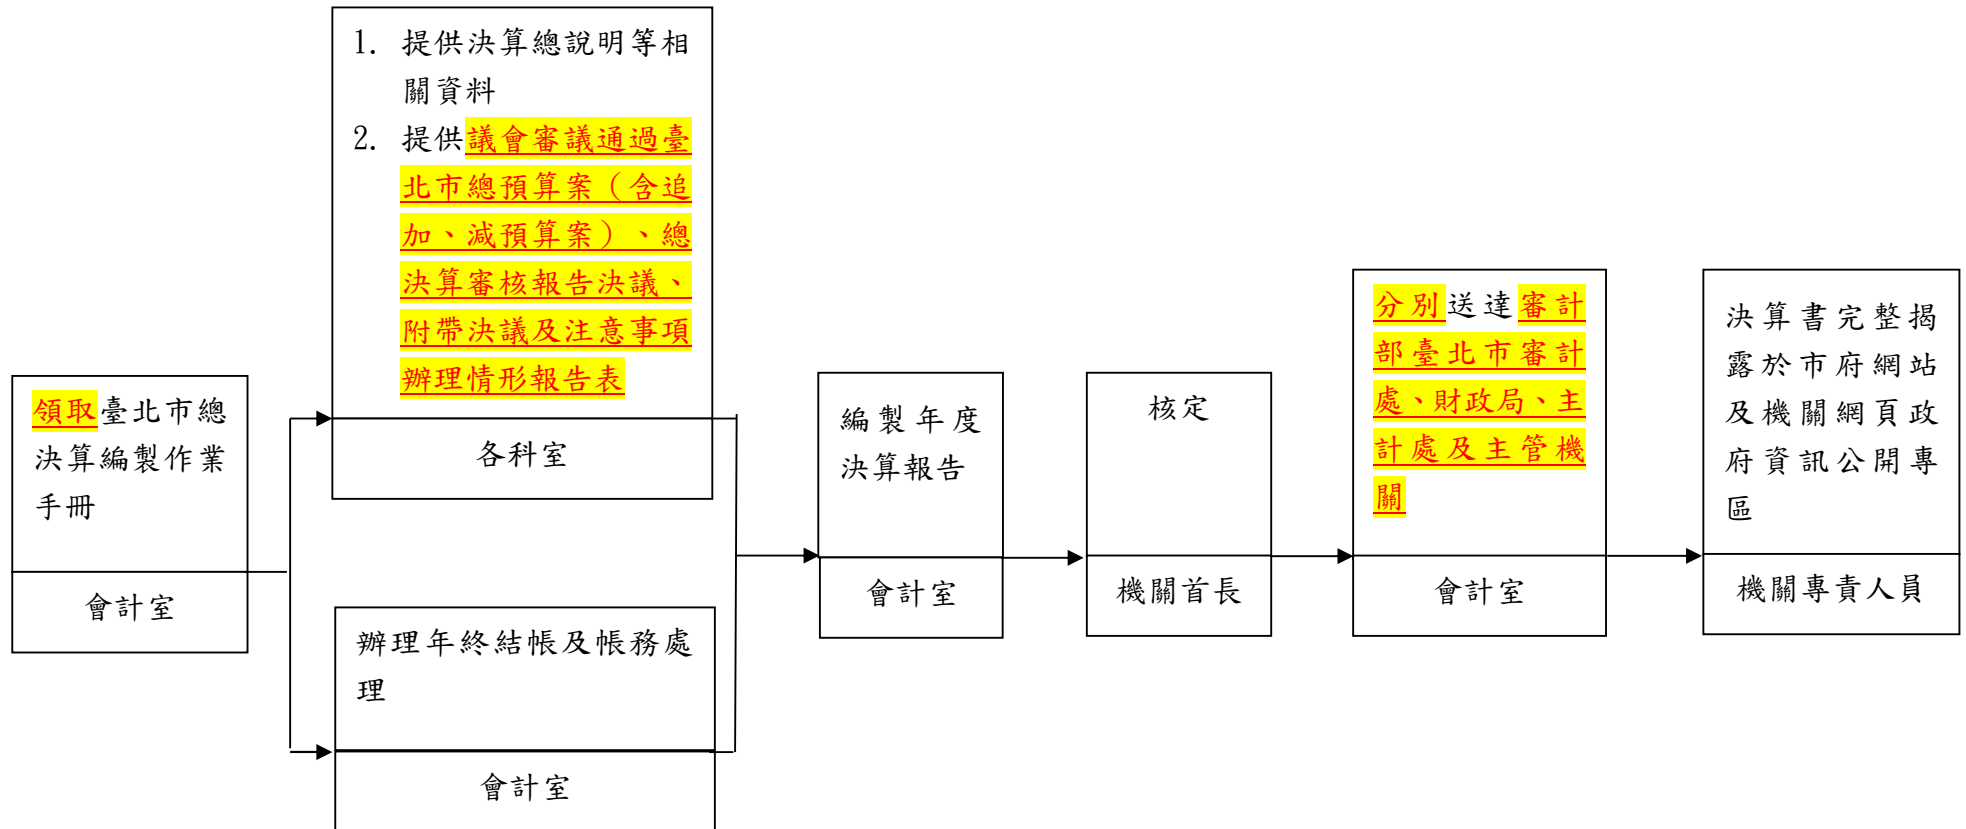 領取臺北市總
決算編製作業
手冊
會計室
1. 提供決算總說明等相
關資料
2. 提供議會審議通過臺
北市總預算案（含追
加、減預算案）、總
決算審核報告決議、
附帶決議及注意事項
辦理情形報告表
各科室
辦理年終結帳及帳務處
理
會計室
編製年度
決算報告
會計室
核定
機關首長
分別送達審計
部臺北市審計
處、財政局、主
計處及主管機
關
會計室
決算書完整揭
露於市府網站
及機關網頁政
府資訊公開專
區
機關專責人員